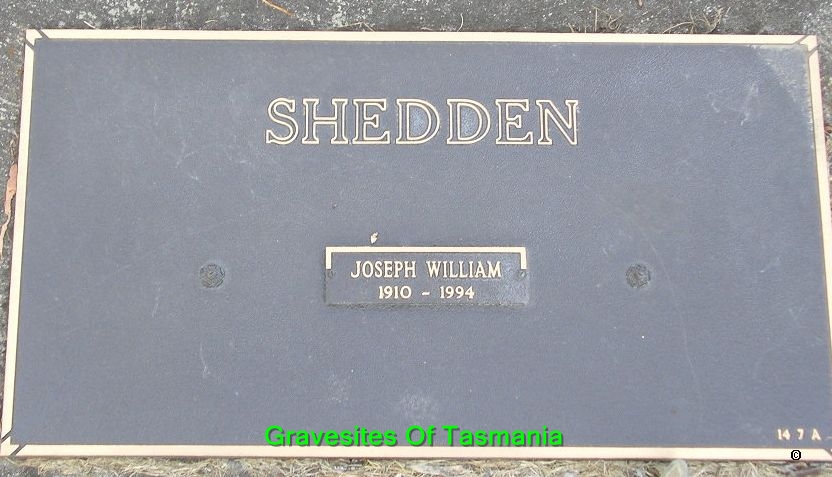 SHEDDEN
JOSEPH WILLIAM
1910 - 1994
Gravesites Of Tasmania
14 7 A
©